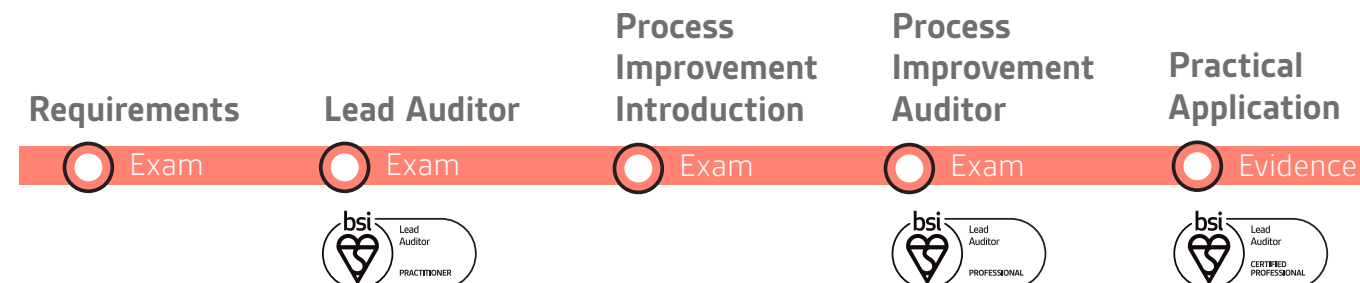 Requirements
Exam
Lead Auditor
Exam
bsi
Lead
Auditor
PRACTITIONER
Process
Improvement
Introduction
Exam
Process
Improvement
Auditor
Exam
bsi
Lead
Auditor
PROFESSIONAL
Practical
Application
Evidence
bsi
Lead
Auditor
CERTIFIED
PROFESSIONAL